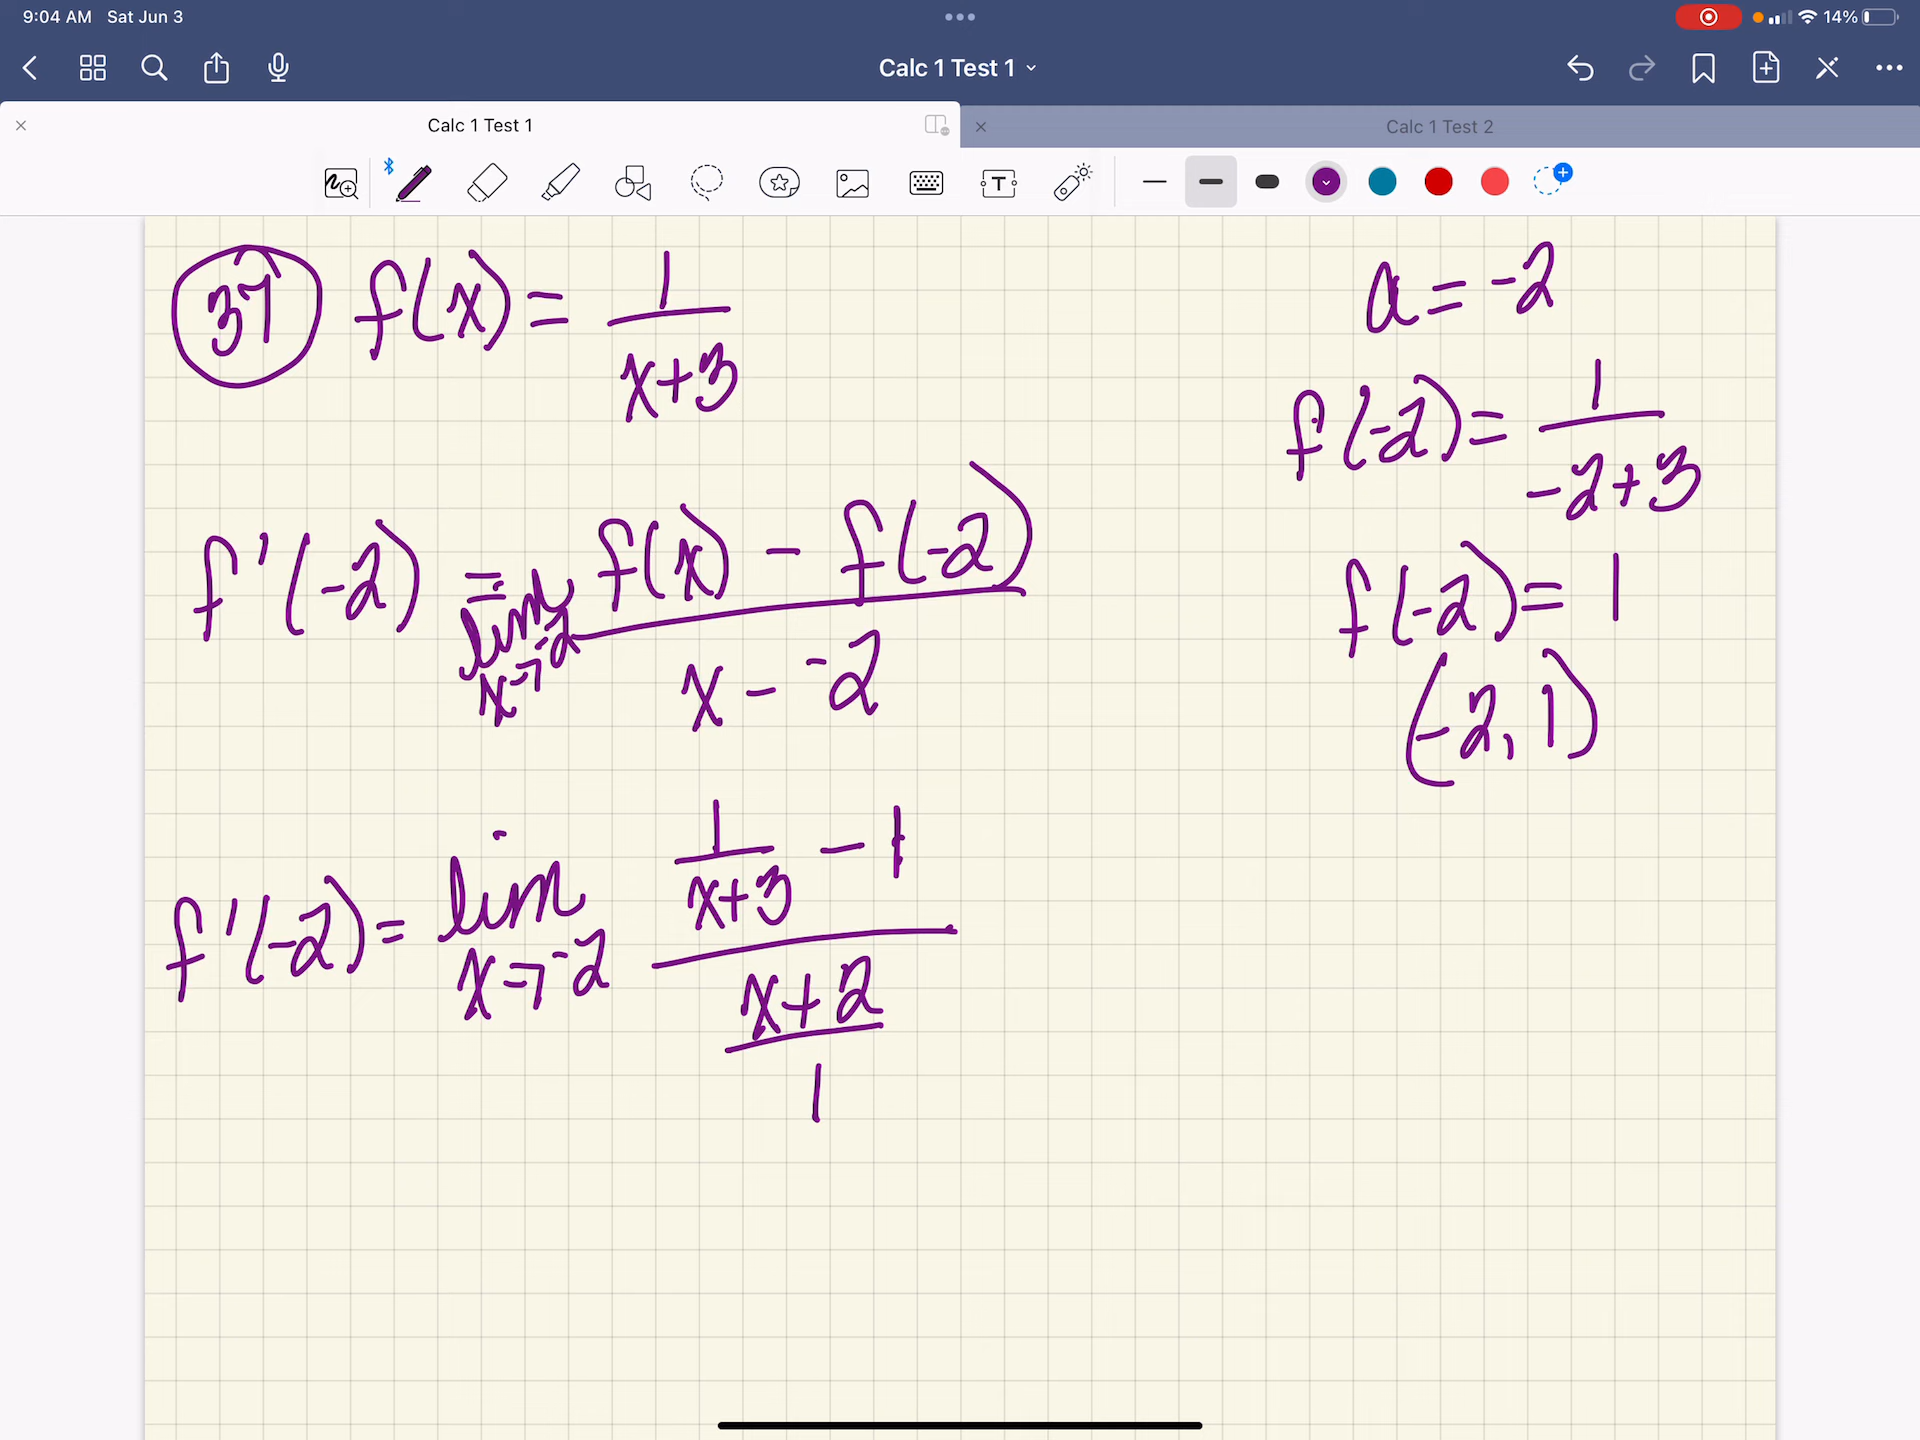 9:04 AM Sat Jun 3
14%
Calc 1 Test 1
Calc 1 Test 1
Calc 1 Test 2
T
37 f(x) = 1/(x+3)
a = -2
f(-2) = 1/(-2+3)
f'(-2) = lim x→-2 (f(x) - f(-2))/(x - -2)
f(-2) = 1
(-2, 1)
f'(-2) = lim x→-2 (1/(x+3) - 1)/((x+2)/1)